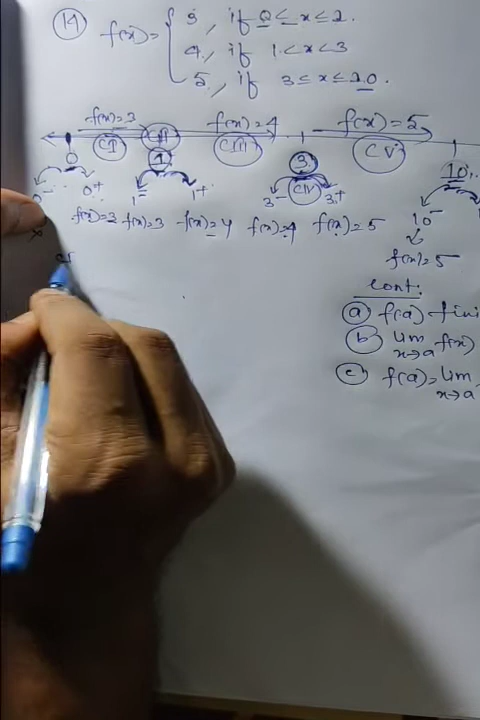 14 f(x) = { 3, if 0 ≤ x ≤ 2.
4, if 1 < x < 3
5, if 3 ≤ x ≤ 10.
f(x)=3 f(x)=4 f(x)=5
0 CI CII CIII 3 CV 10
1 CIV
0- 0+ 1- 1+ 3- 3+ 10-
f(x)=3 f(x)=3 f(x)=4 f(x)=4 f(x)=5
x f(x)=5
cont.
a f(a) fini
b lim x→a f(x)
c f(a)= lim x→a